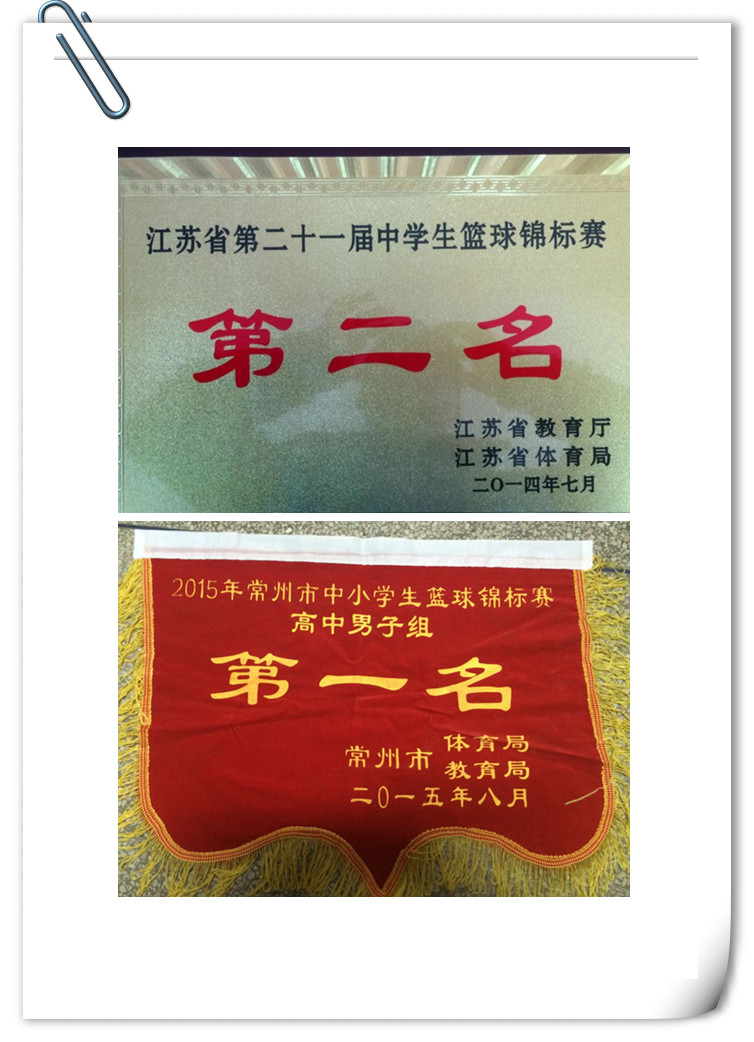 江苏省第二十一届中学生篮球锦标赛
第二名
江苏省教育厅
江苏省体育局
二〇一四年七月
2015年常州市中小学生篮球锦标赛
高中男子组
第一名
常州市 体育局
教育局
二〇一五年八月